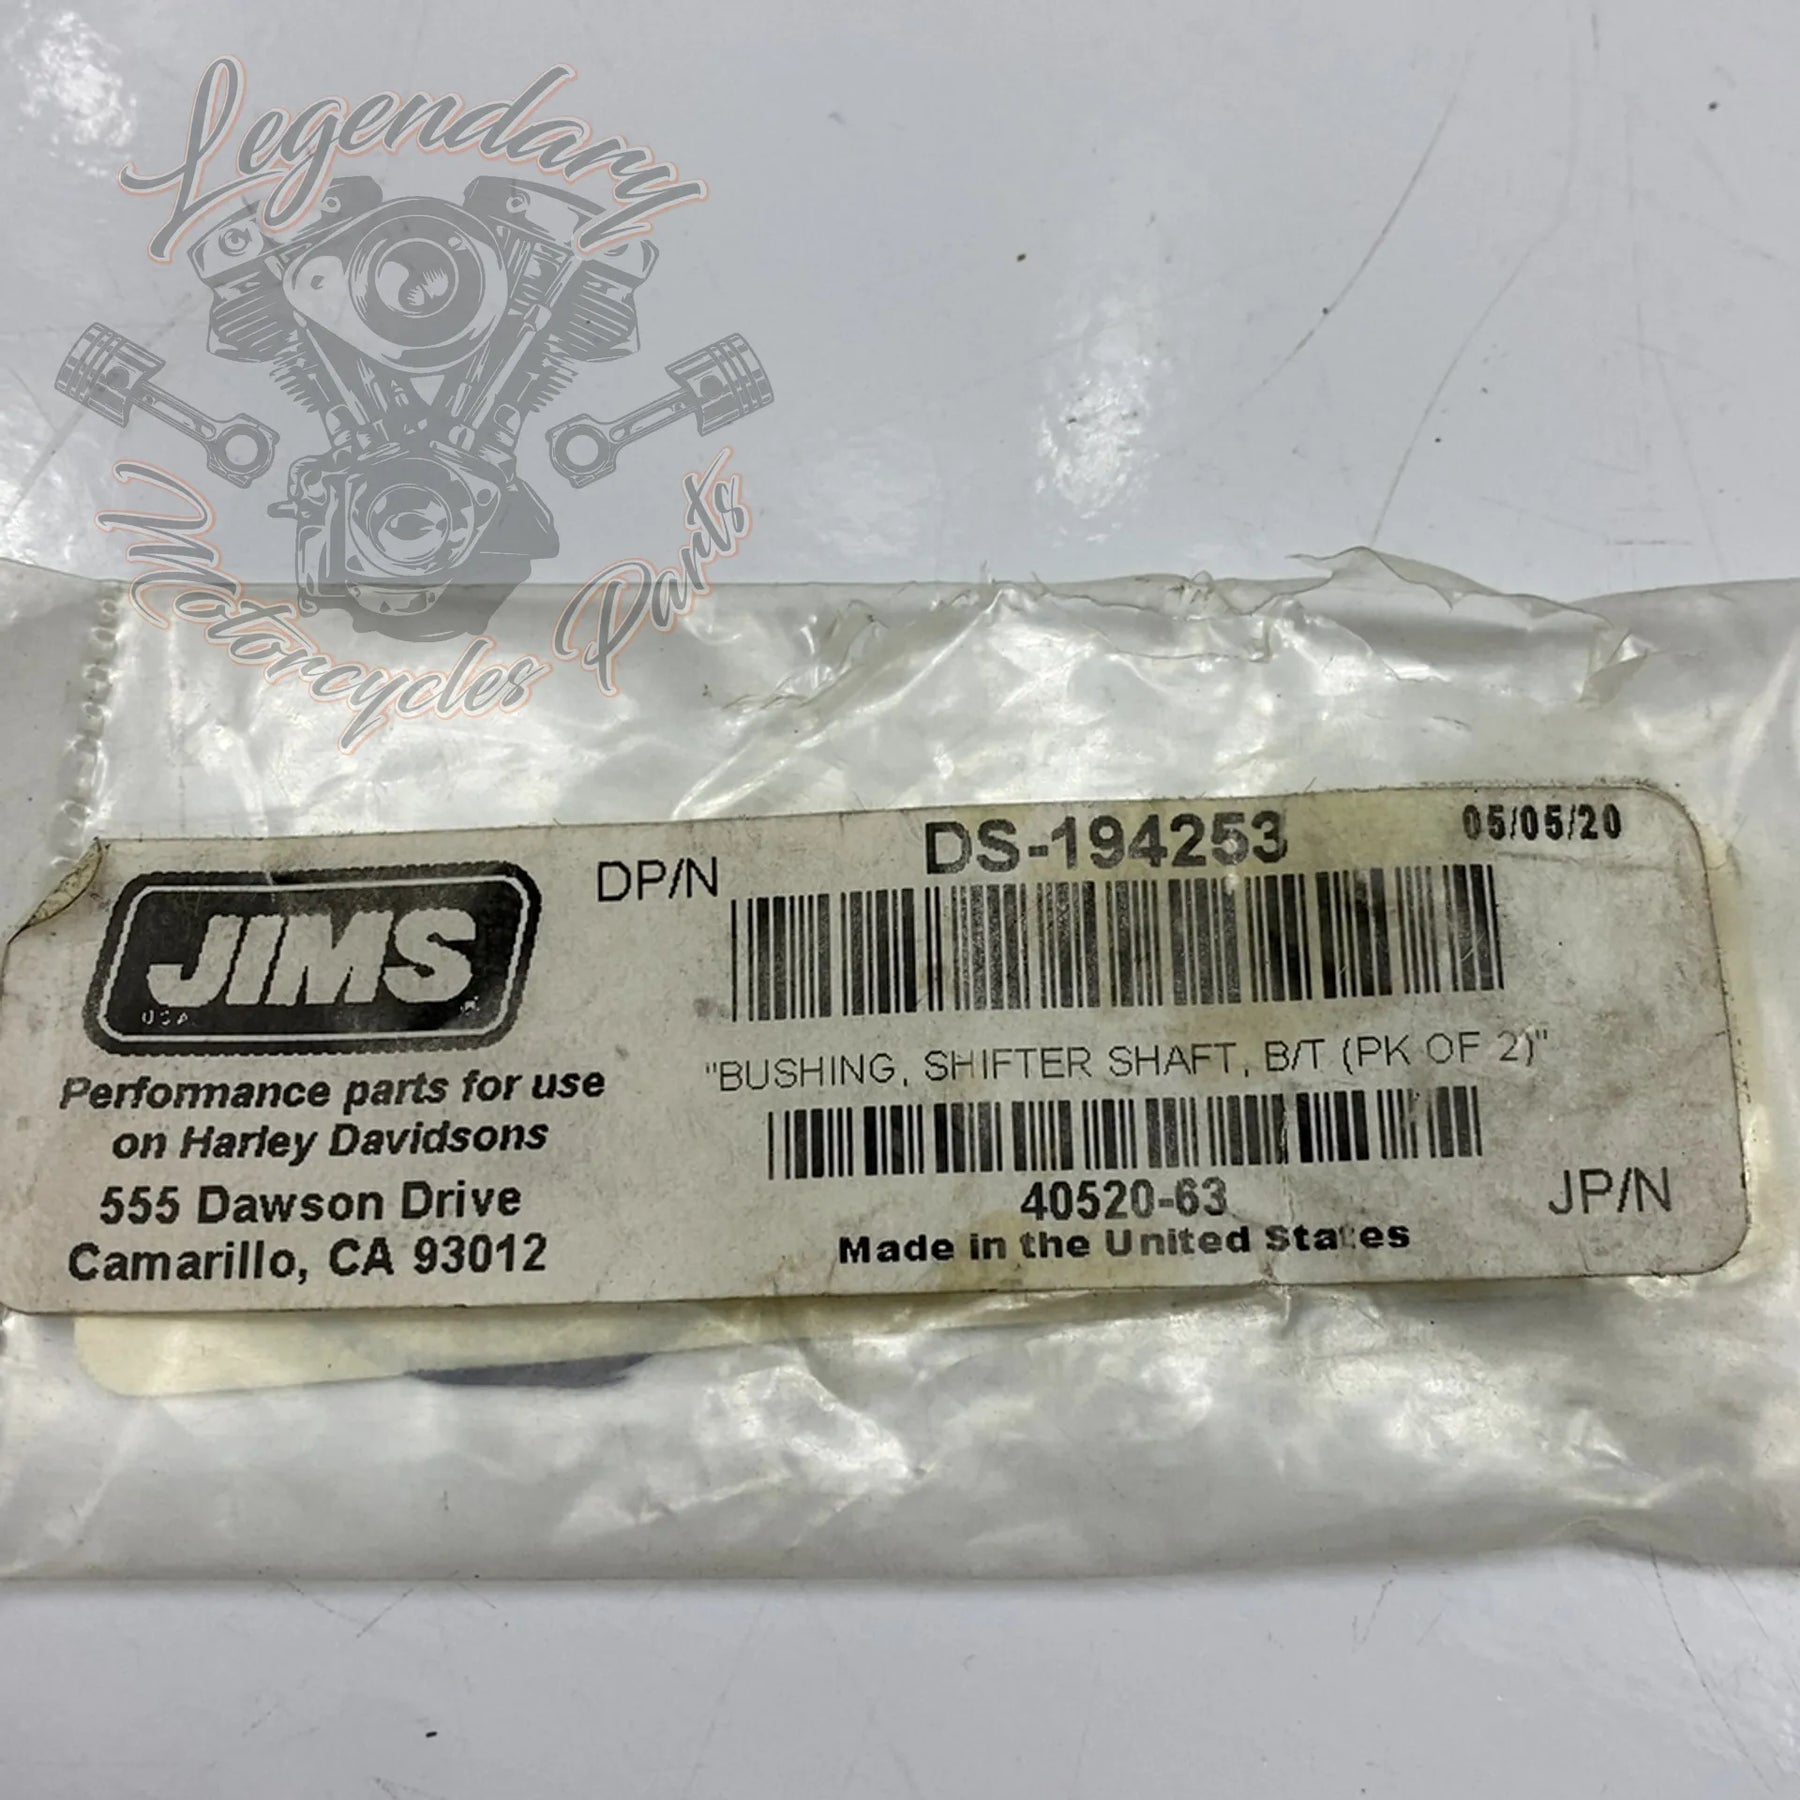 Legendary
Motorcycles Parts
DP/N
DS-194253
05/05/20
JIMS
USA
"BUSHING, SHIFTER SHAFT, B/T (PK OF 2)"
Performance parts for use
on Harley Davidsons
555 Dawson Drive
Camarillo, CA 93012
40520-63
JP/N
Made in the United States